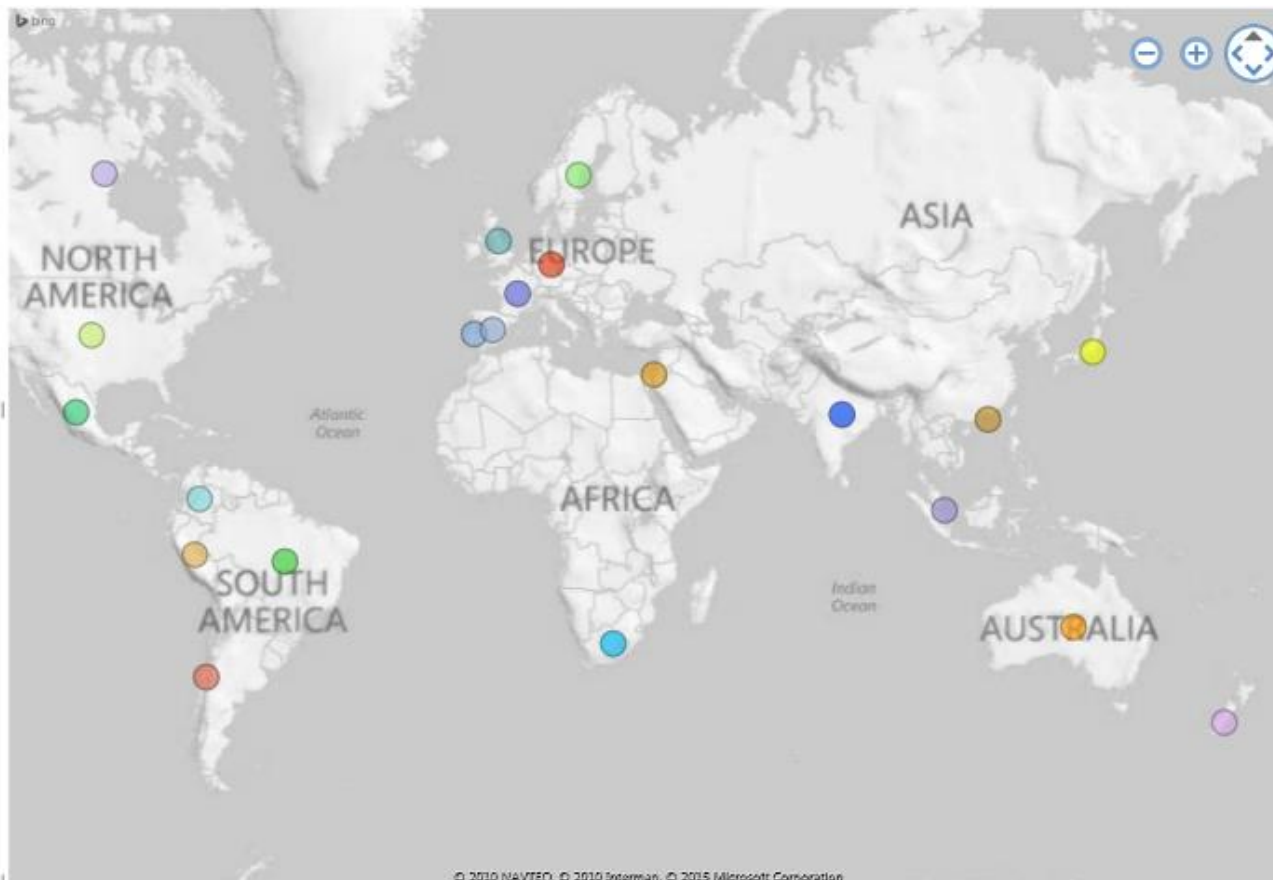 bing
ASIA
EUROPE
NORTH
AMERICA
Atlantic
Ocean
AFRICA
SOUTH
AMERICA
Indian
Ocean
AUSTRALIA
© 2010 NAVTEQ, © 2010 Intermap, © 2015 Microsoft Corporation